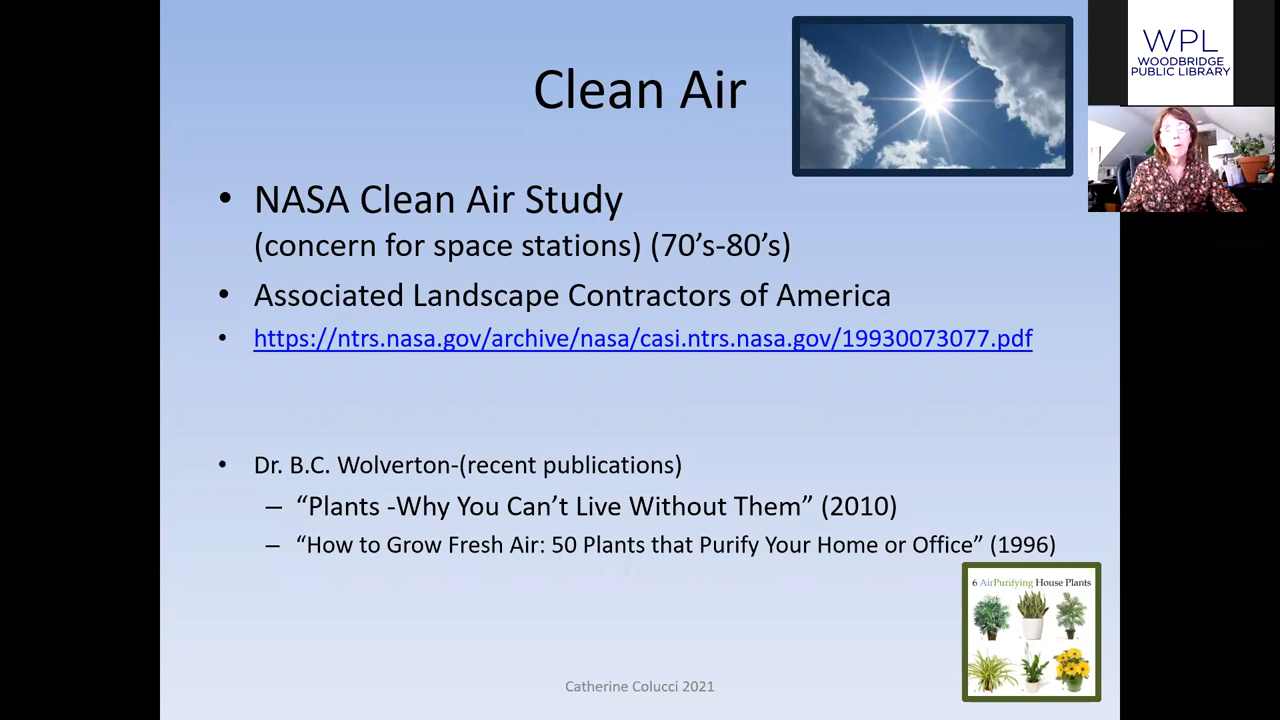 Clean Air
WPL
WOODBRIDGE
PUBLIC LIBRARY
• NASA Clean Air Study
(concern for space stations) (70’s-80’s)
• Associated Landscape Contractors of America
• https://ntrs.nasa.gov/archive/nasa/casi.ntrs.nasa.gov/19930073077.pdf
• Dr. B.C. Wolverton-(recent publications)
– “Plants -Why You Can’t Live Without Them” (2010)
– “How to Grow Fresh Air: 50 Plants that Purify Your Home or Office” (1996)
6 AirPurifying House Plants
Catherine Colucci 2021